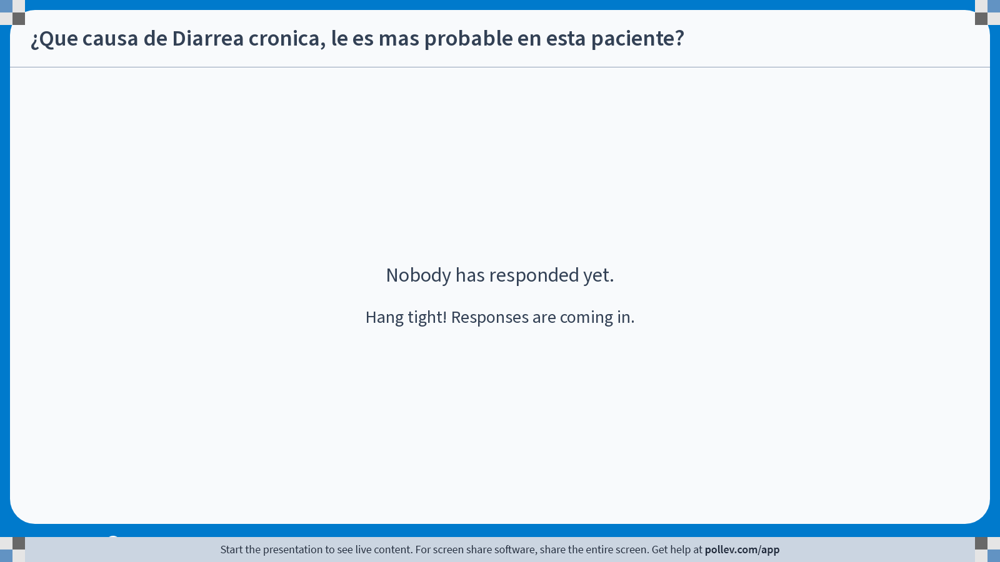 ¿Que causa de Diarrea cronica, le es mas probable en esta paciente?
Nobody has responded yet.
Hang tight! Responses are coming in.
Start the presentation to see live content. For screen share software, share the entire screen. Get help at pollev.com/app